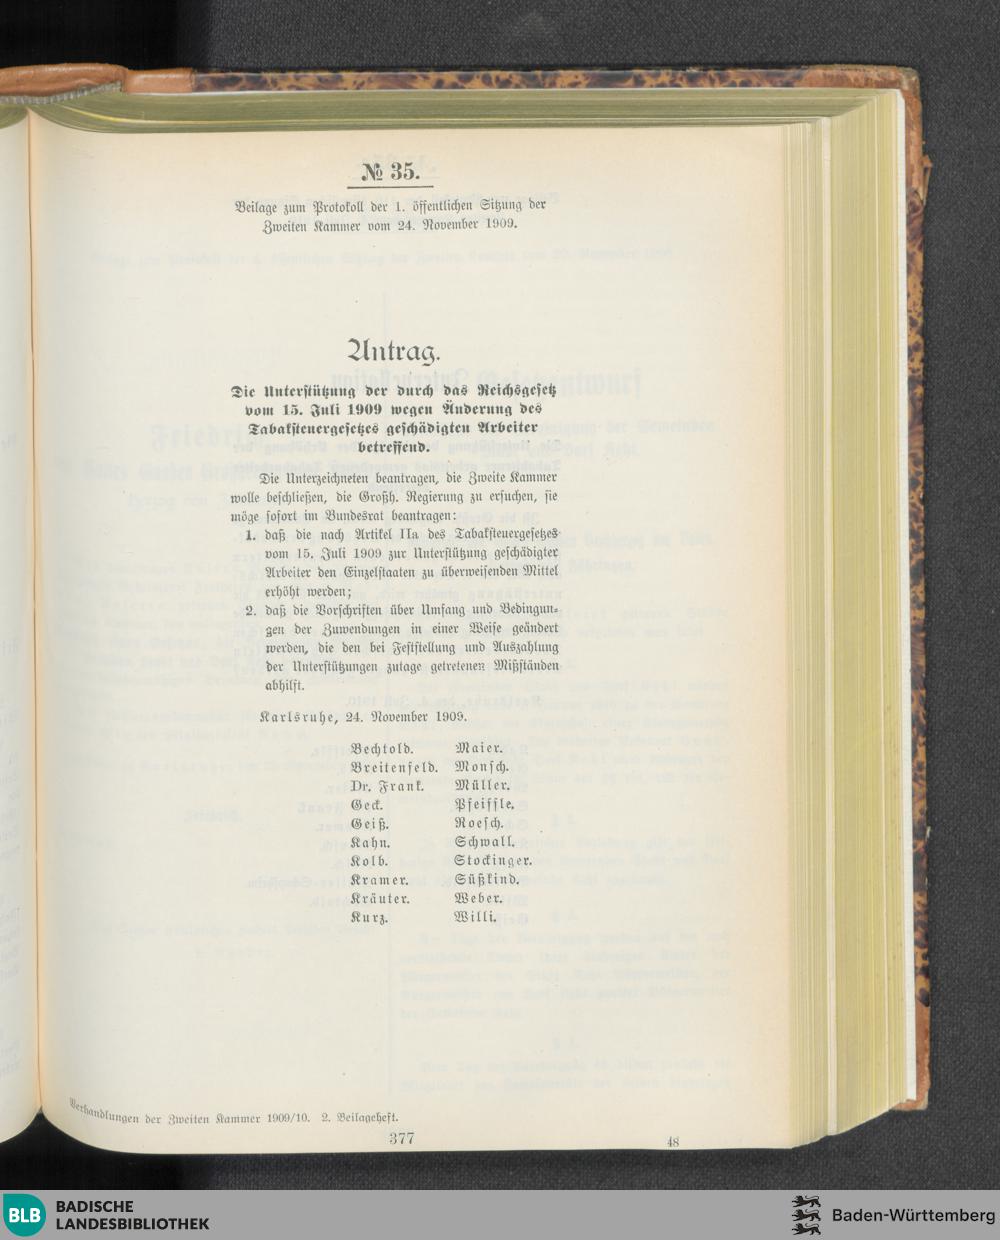 № 35.
Beilage zum Protokoll der 1. öffentlichen Sitzung der
Zweiten Kammer vom 24. November 1909.
Antrag.
Die Unterstützung der durch das Reichsgesetz
vom 15. Juli 1909 wegen Änderung des
Tabaksteuergesetzes geschädigten Arbeiter
betreffend.
Die Unterzeichneten beantragen, die Zweite Kammer
wolle beschließen, die Großh. Regierung zu ersuchen, sie
möge sofort im Bundesrat beantragen:
1. daß die nach Artikel IIa des Tabaksteuergesetzes
vom 15. Juli 1909 zur Unterstützung geschädigter
Arbeiter den Einzelstaaten zu überweisenden Mittel
erhöht werden;
2. daß die Vorschriften über Umfang und Bedingun-
gen der Zuwendungen in einer Weise geändert
werden, die den bei Feststellung und Auszahlung
der Unterstützungen zutage getretenen Mißständen
abhilft.
Karlsruhe, 24. November 1909.
Bechtold. Maier.
Breitenfeld. Monsch.
Dr. Frank. Müller.
Geck. Pfeiffle.
Geiß. Roesch.
Kahn. Schwall.
Kolb. Stockinger.
Kramer. Süßkind.
Kräuter. Weber.
Kurz. Willi.
Verhandlungen der Zweiten Kammer 1909/10. 2. Beilageheft.
377
48
BLB BADISCHE
LANDESBIBLIOTHEK
Baden-Württemberg